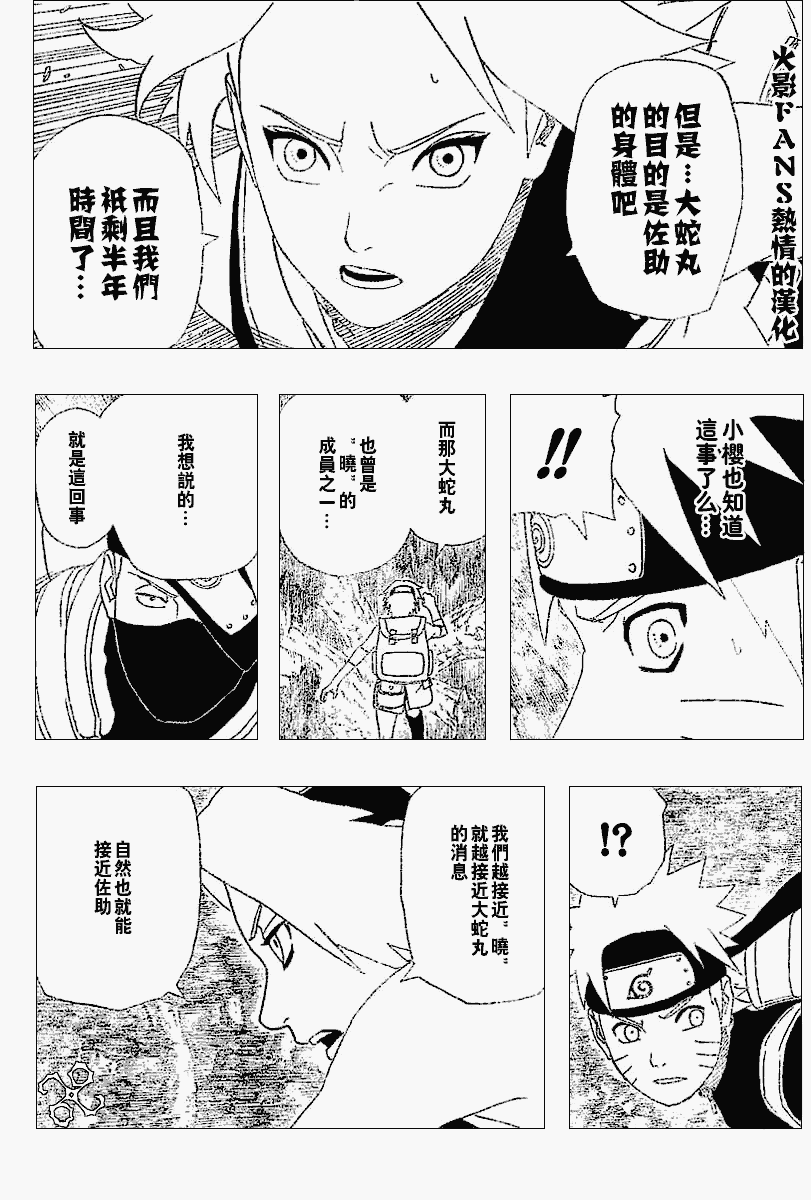 火影FANS熱情的漢化
但是…大蛇丸
的目的是佐助
的身體吧
而且我們
祇剩半年
時間了…
小櫻也知道
這事了么…
!!
而那大蛇丸
也曾是
"曉"的
成員之一…
我想說的…
就是這回事
!?
我們越接近"曉"
就越接近大蛇丸
的消息
自然也就能
接近佐助